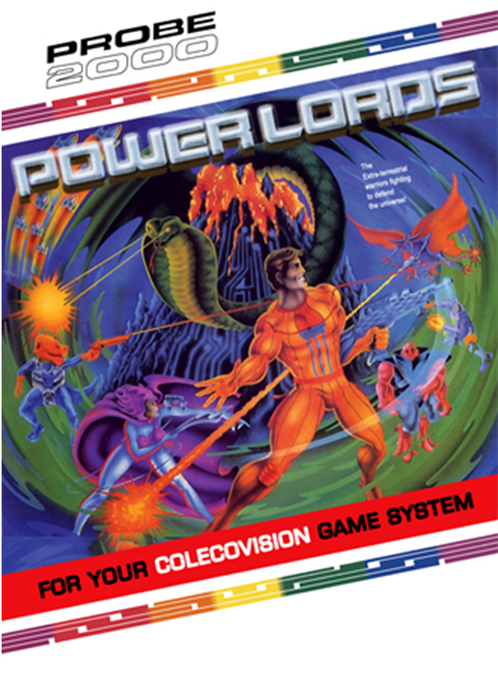 PROBE
2000
POWER LORDS
The
Extra-terrestrial
warriors fighting
to defend
the universe!
FOR YOUR COLECOVISION GAME SYSTEM